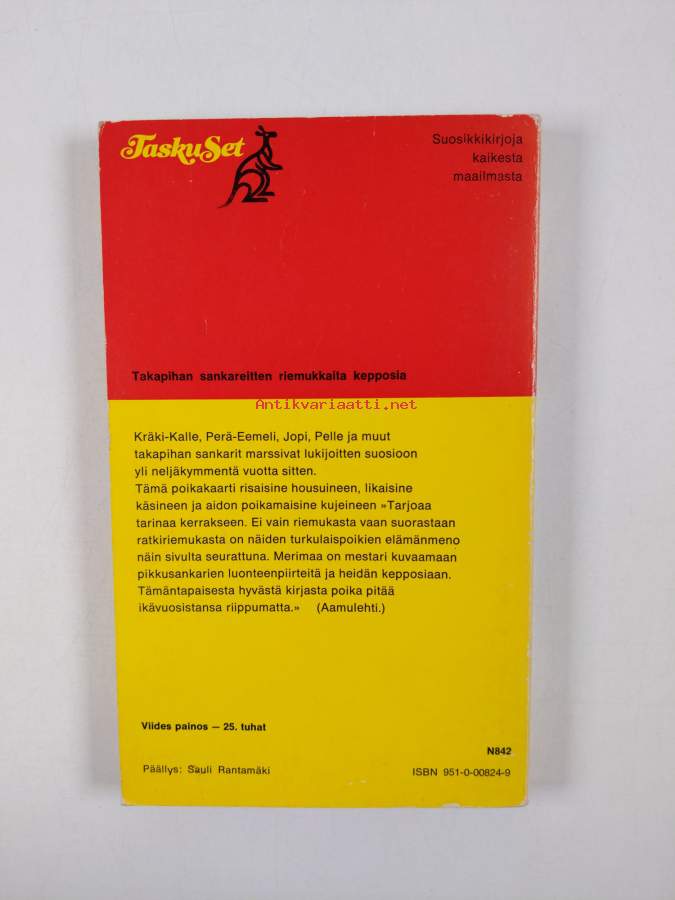 TaskuSet
Suosikkikirjoja
kaikesta
maailmasta
Takapihan sankareitten riemukkaita kepposia
Antikvariaatti.net
Kräki-Kalle, Perä-Eemeli, Jopi, Pelle ja muut
takapihan sankarit marssivat lukijoitten suosioon
yli neljäkymmentä vuotta sitten.
Tämä poikakaarti risaisine housuineen, likaisine
käsineen ja aidon poikamaisine kujeineen »Tarjoaa
tarinaa kerrakseen. Ei vain riemukasta vaan suorastaan
ratkiriemukasta on näiden turkulaispoikien elämänmeno
näin sivulta seurattuna. Merimaa on mestari kuvaamaan
pikkusankarien luonteenpiirteitä ja heidän kepposiaan.
Tämäntapaisesta hyvästä kirjasta poika pitää
ikävuosistansa riippumatta.» (Aamulehti.)
Viides painos – 25. tuhat
N842
Päällys: Sauli Rantamäki
ISBN 951-0-00824-9